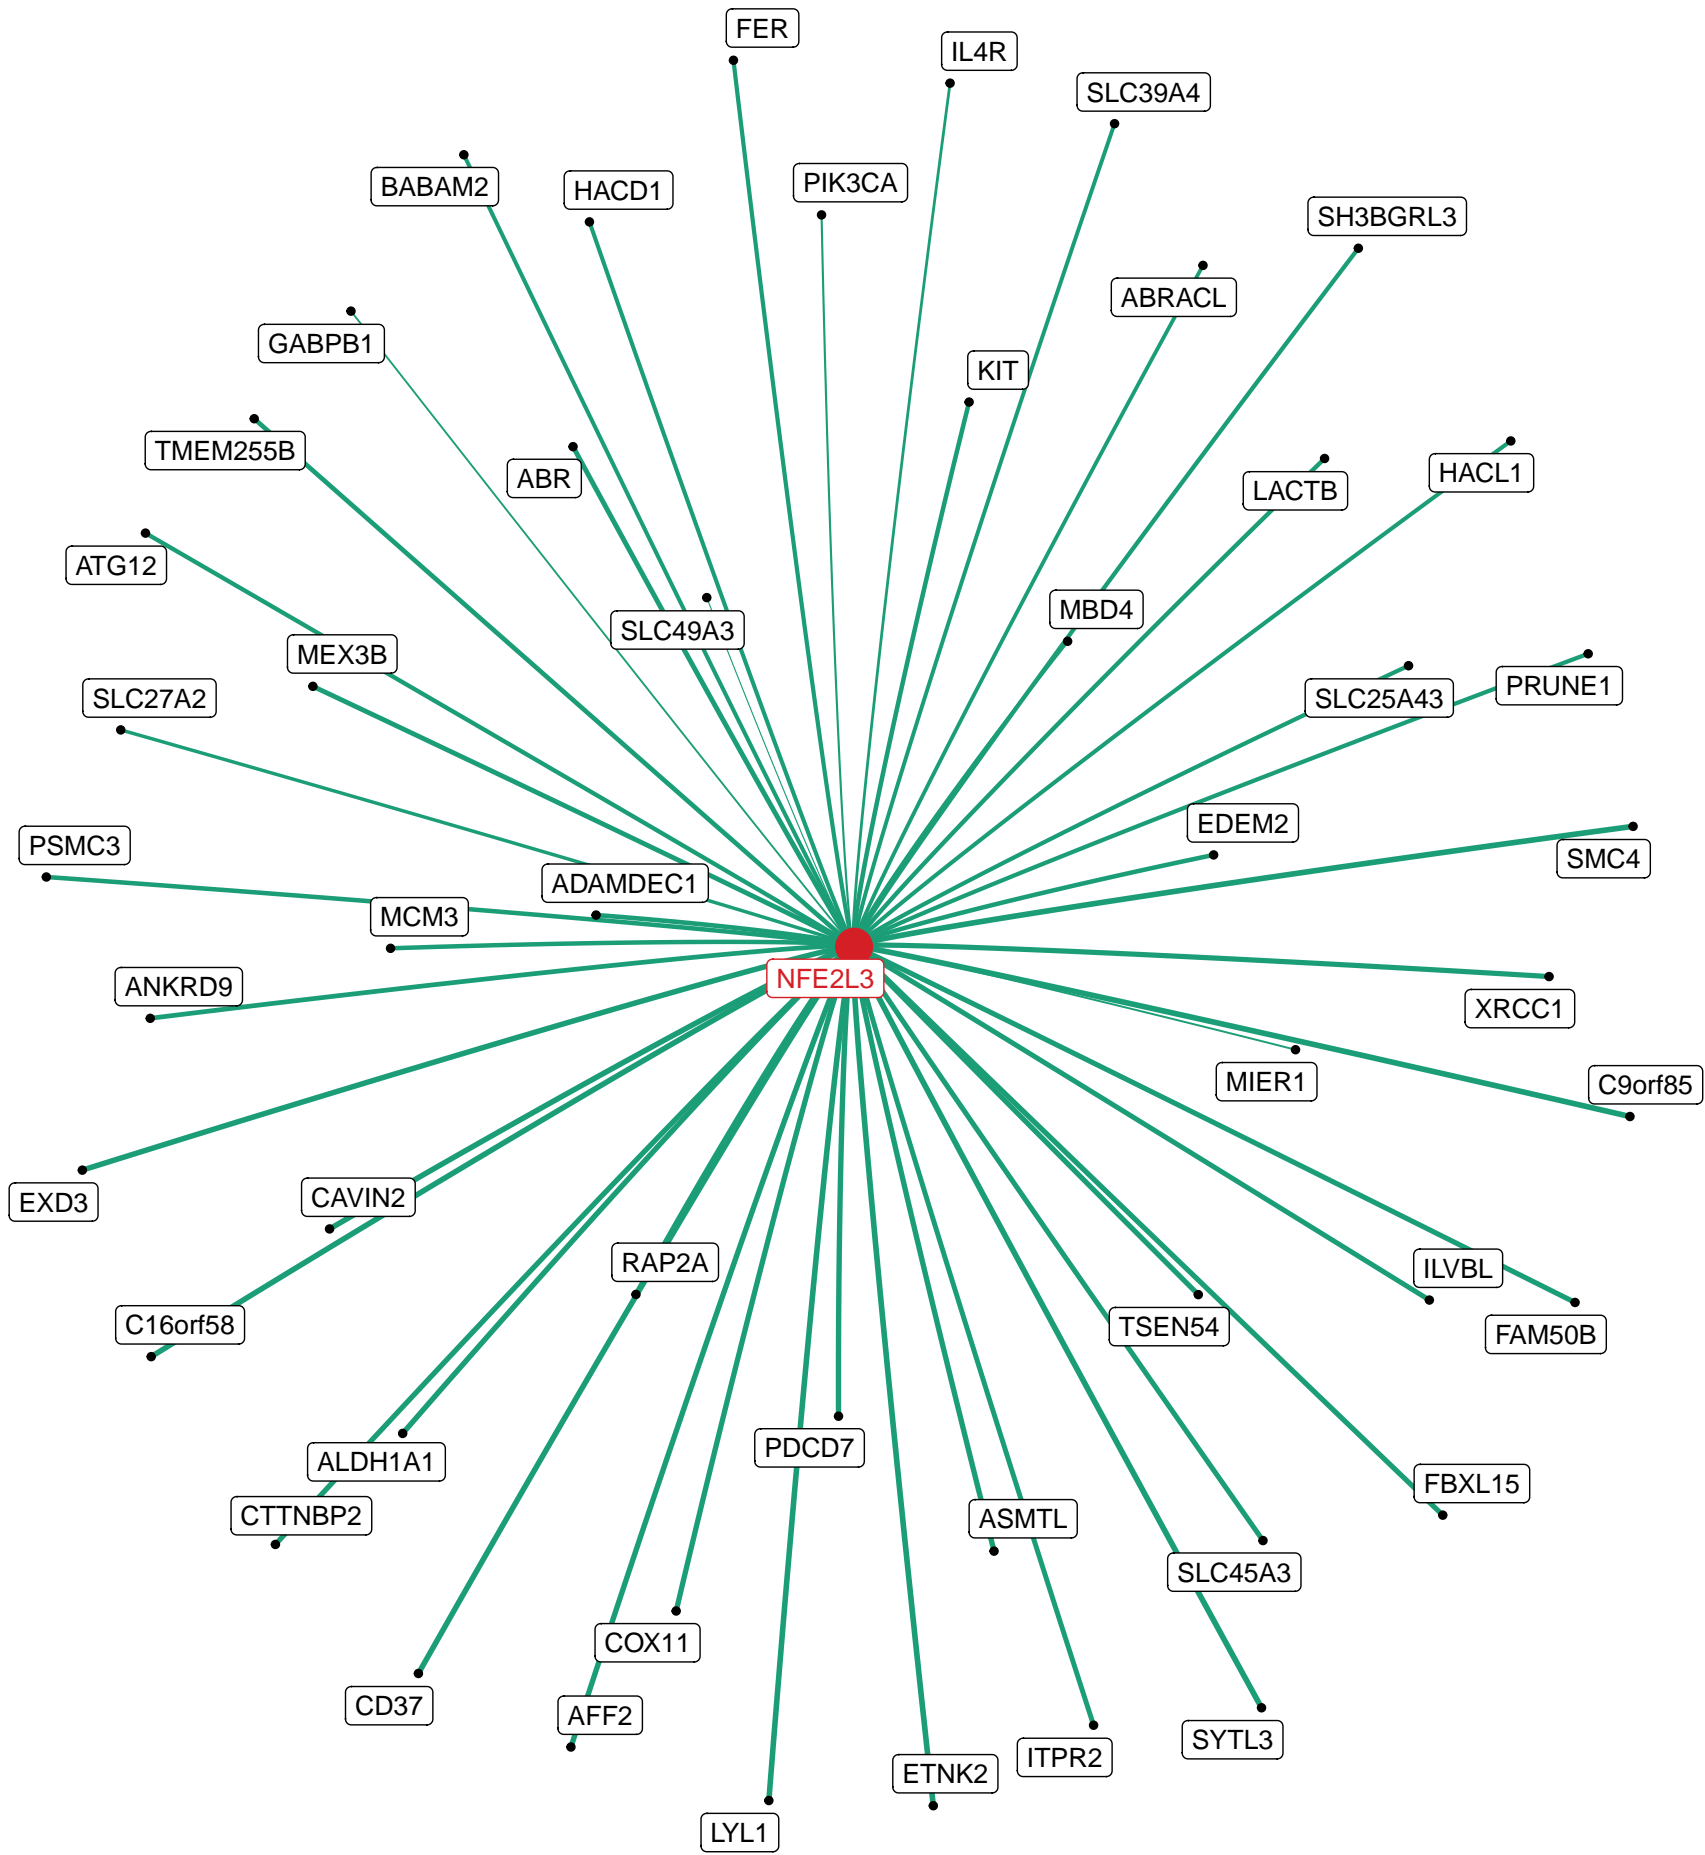 FER
IL4R
SLC39A4
PIK3CA
BABAM2
HACD1
SH3BGRL3
ABRACL
GABPB1
KIT
TMEM255B
ABR
HACL1
LACTB
ATG12
MBD4
SLC49A3
MEX3B
PRUNE1
SLC27A2
SLC25A43
EDEM2
PSMC3
SMC4
ADAMDEC1
MCM3
NFE2L3
ANKRD9
XRCC1
MIER1
C9orf85
CAVIN2
EXD3
RAP2A
ILVBL
C16orf58
TSEN54
FAM50B
PDCD7
ALDH1A1
FBXL15
CTTNBP2
ASMTL
SLC45A3
COX11
CD37
AFF2
SYTL3
ITPR2
ETNK2
LYL1